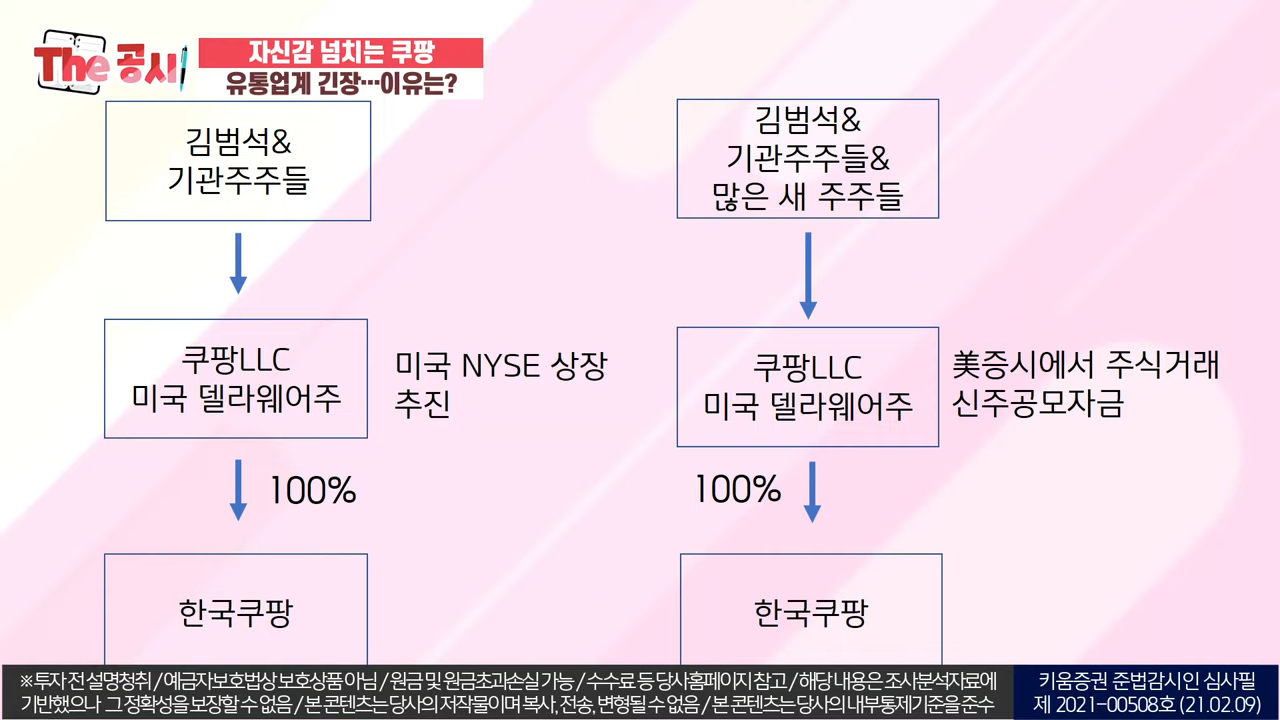 The 공시
자신감 넘치는 쿠팡
유통업계 긴장…이유는?
김범석&
기관주주들
쿠팡LLC
미국 델라웨어주
미국 NYSE 상장
추진
100%
한국쿠팡
김범석&
기관주주들&
많은 새 주주들
쿠팡LLC
미국 델라웨어주
美증시에서 주식거래
신주공모자금
100%
한국쿠팡
※투자 전 설명청취 / 예금자보호법상 보호상품 아님 / 원금 및 원금초과손실 가능 / 수수료 등 당사홈페이지 참고 / 해당 내용은 조사분석자료에
기반했으나 그 정확성을 보장할 수 없음 / 본 콘텐츠는 당사의 저작물이며 복사, 전송, 변형될 수 없음 / 본 콘텐츠는 당사의 내부통제기준을 준수
키움증권 준법감시인 심사필
제 2021-00508호 (21.02.09)